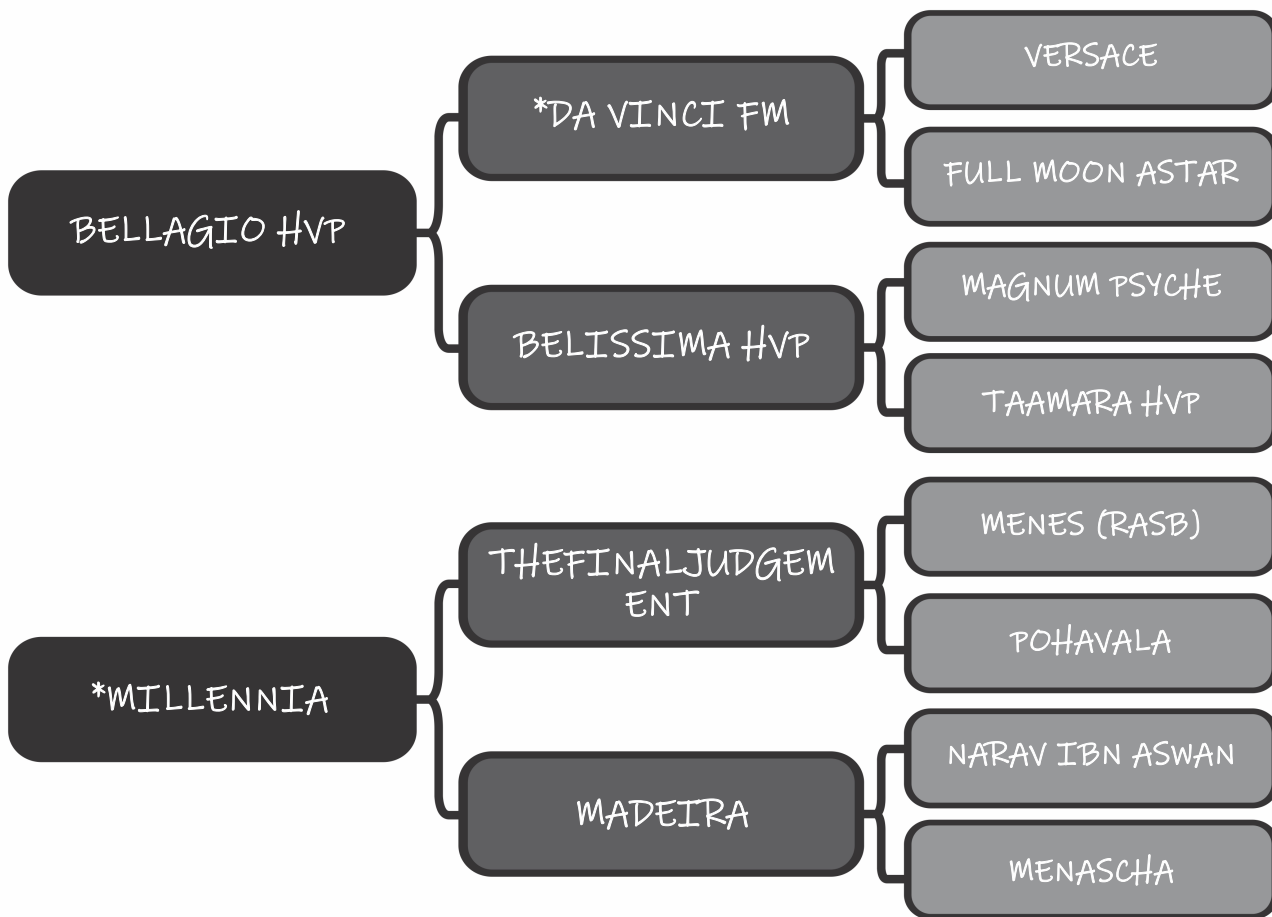 VERSACE
*DA VINCI FM
FULL MOON ASTAR
BELLAGIO HVP
MAGNUM PSYCHE
BELISSIMA HVP
TAAMARA HVP
MENES (RASB)
THEFINALJUDGEM
ENT
POHAVALA
*MILLENNIA
NARAV IBN ASWAN
MADEIRA
MENASCHA